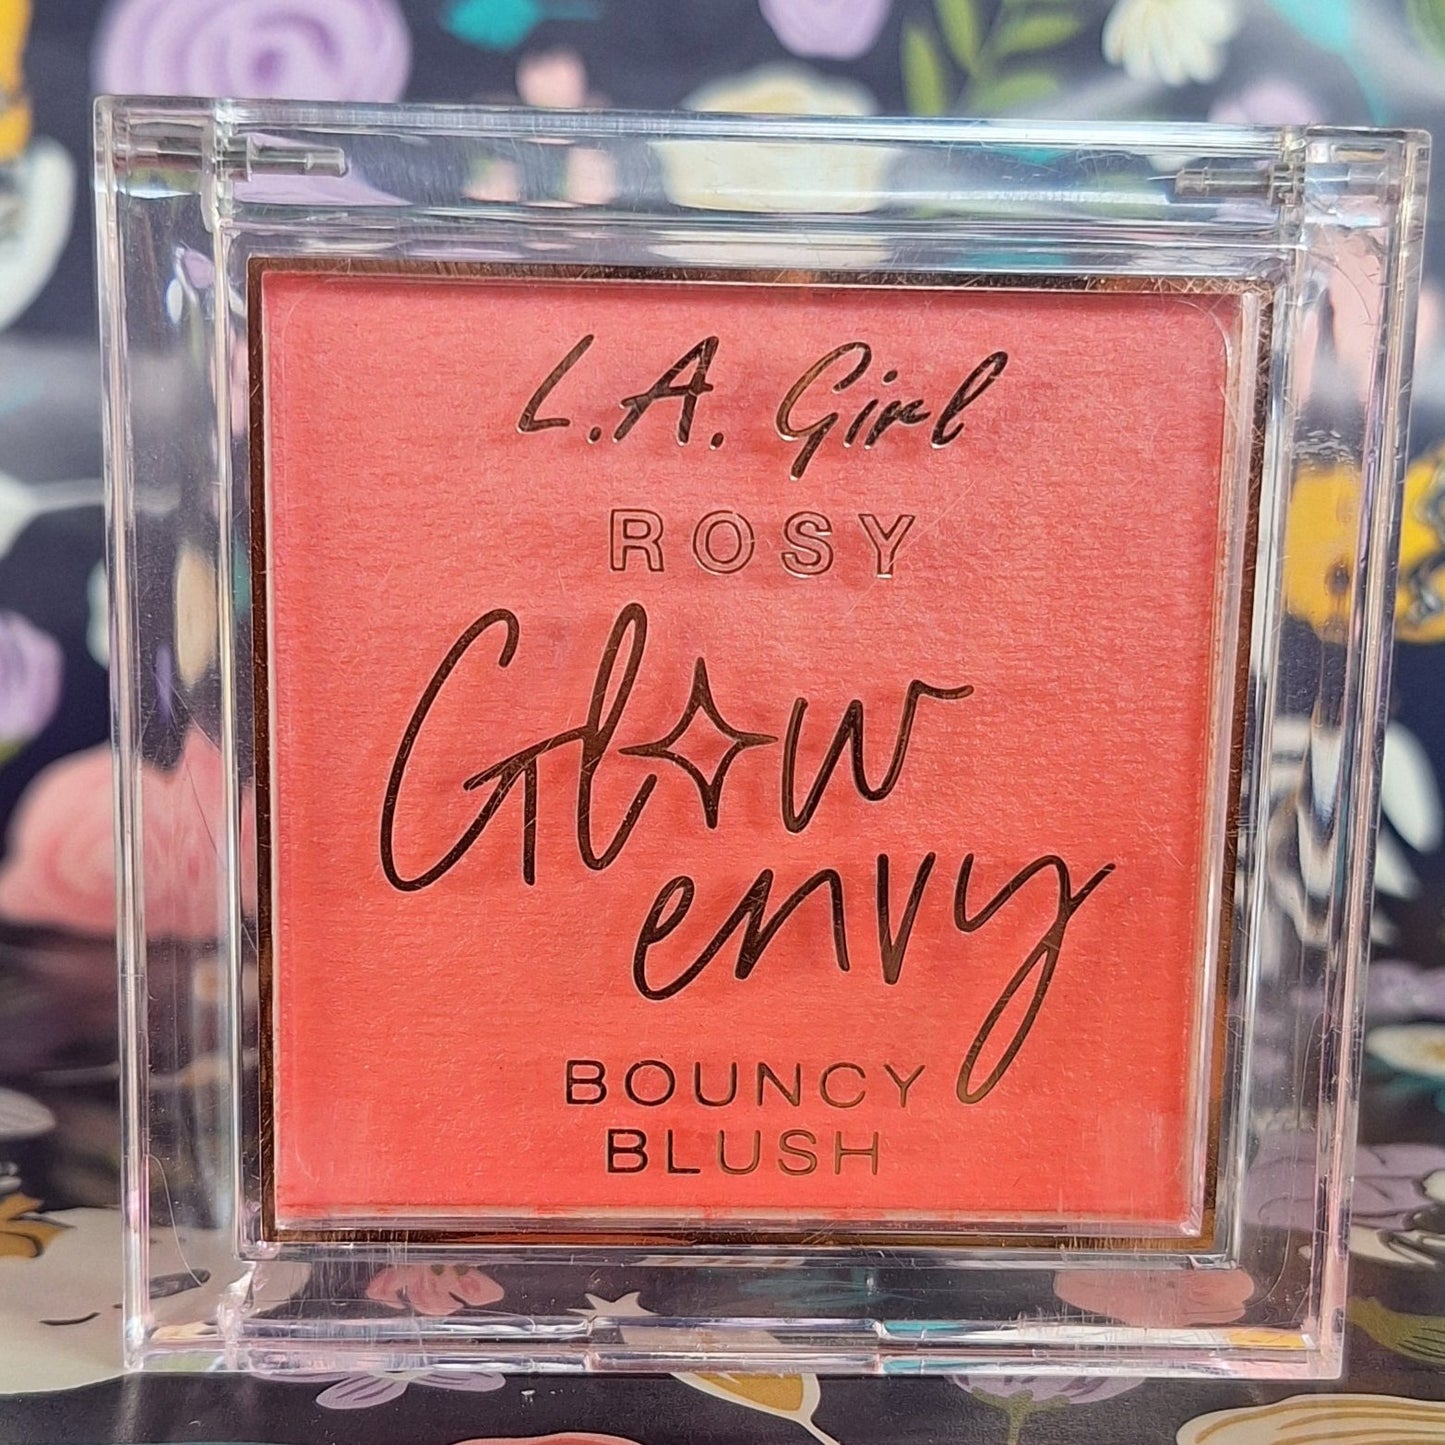 L.A. Girl
ROSY
Glow
envy
BOUNCY
BLUSH